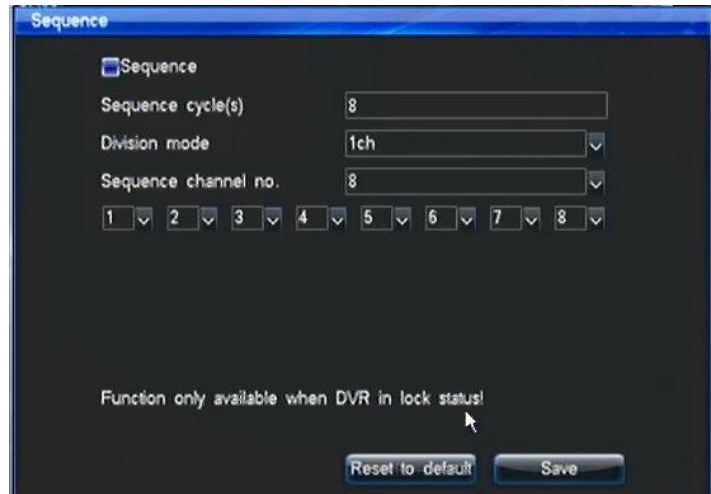 Sequence
Sequence
Sequence cycle(s) 8
Division mode 1ch
Sequence channel no. 8
1 2 3 4 5 6 7 8
Function only available when DVR in lock status!
Reset to default Save